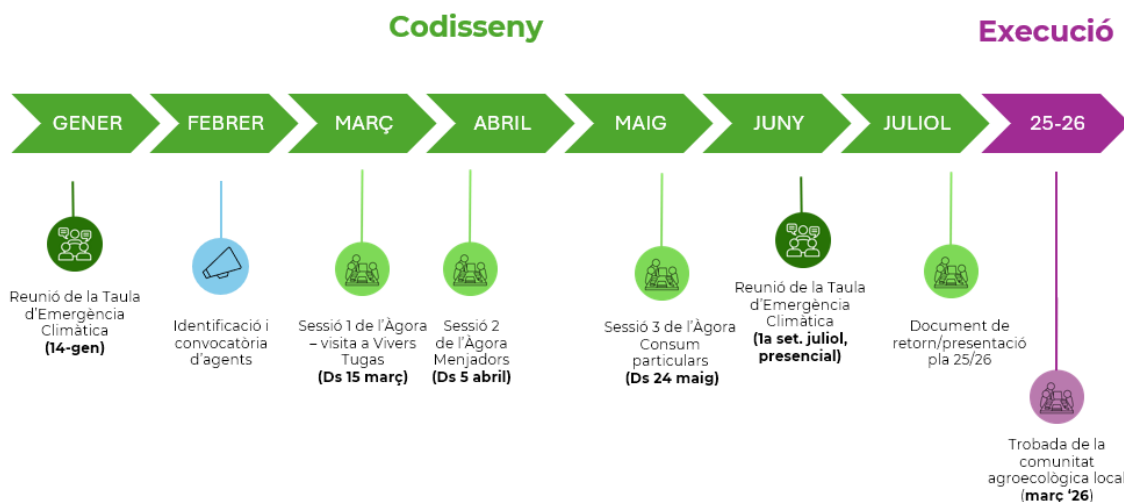 Codisseny
Execució
GENER
FEBRER
MARÇ
ABRIL
MAIG
JUNY
JULIOL
25-26
Reunió de la Taula
d'Emergència
Climàtica
(14-gen)
Identificació i
convocatòria
d'agents
Sessió 1 de l'Àgora
– visita a Vivers
Tugas
(Ds 15 març)
Sessió 2
de l'Àgora
Menjadors
(Ds 5 abril)
Sessió 3 de l'Àgora
Consum
particulars
(Ds 24 maig)
Reunió de la Taula
d'Emergència
Climàtica
(1a set. juliol,
presencial)
Document de
retorn/presentació
pla 25/26
Trobada de la
comunitat
agroecològica local
(març '26)